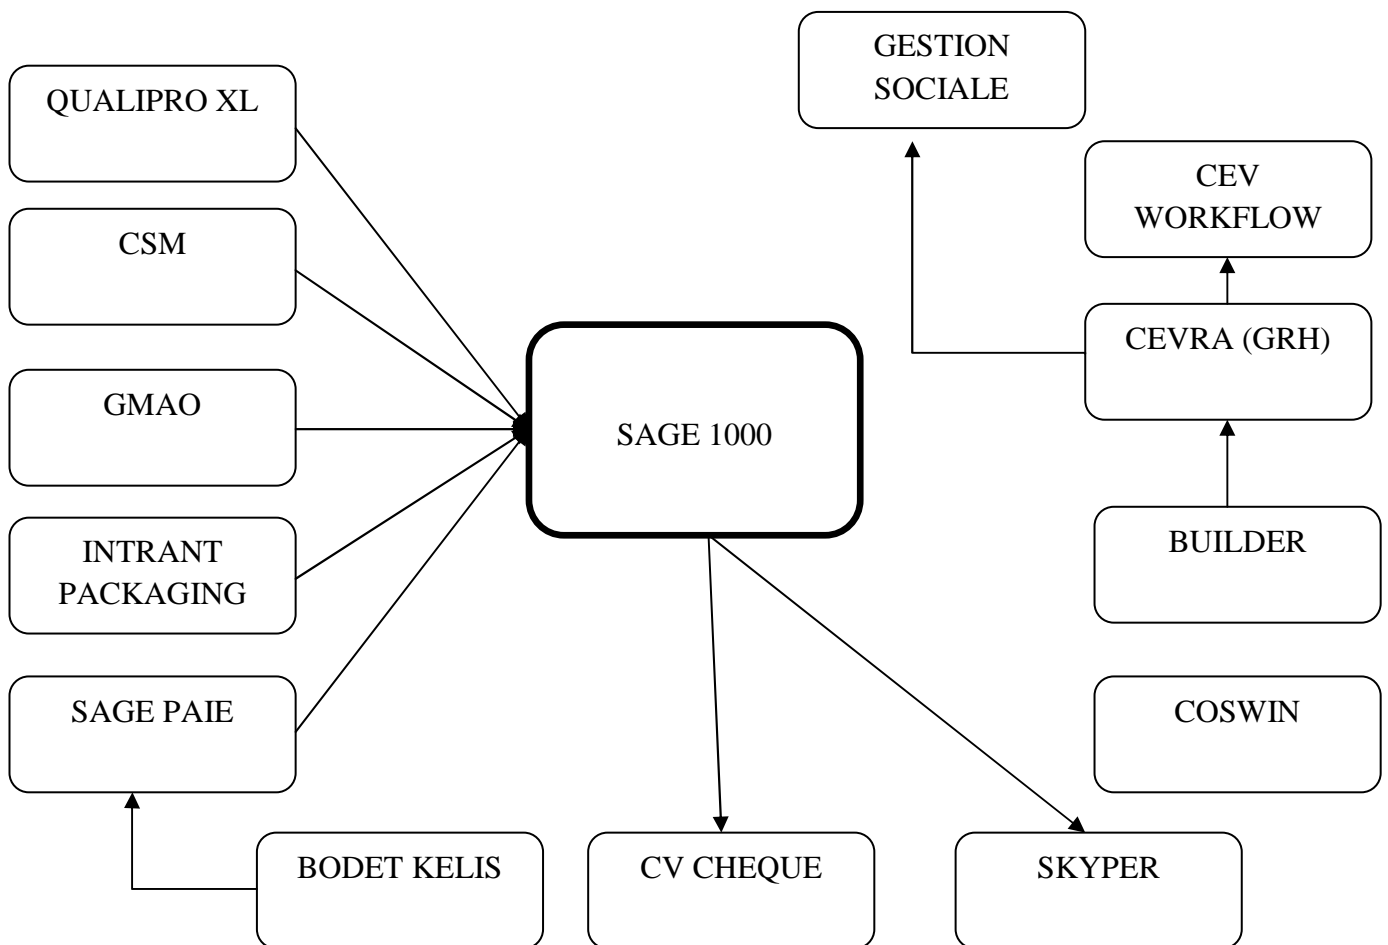 GESTION
SOCIALE
QUALIPRO XL
CEV
WORKFLOW
CSM
CEVRA (GRH)
GMAO
SAGE 1000
INTRANT
PACKAGING
BUILDER
SAGE PAIE
COSWIN
BODET KELIS
CV CHEQUE
SKYPER